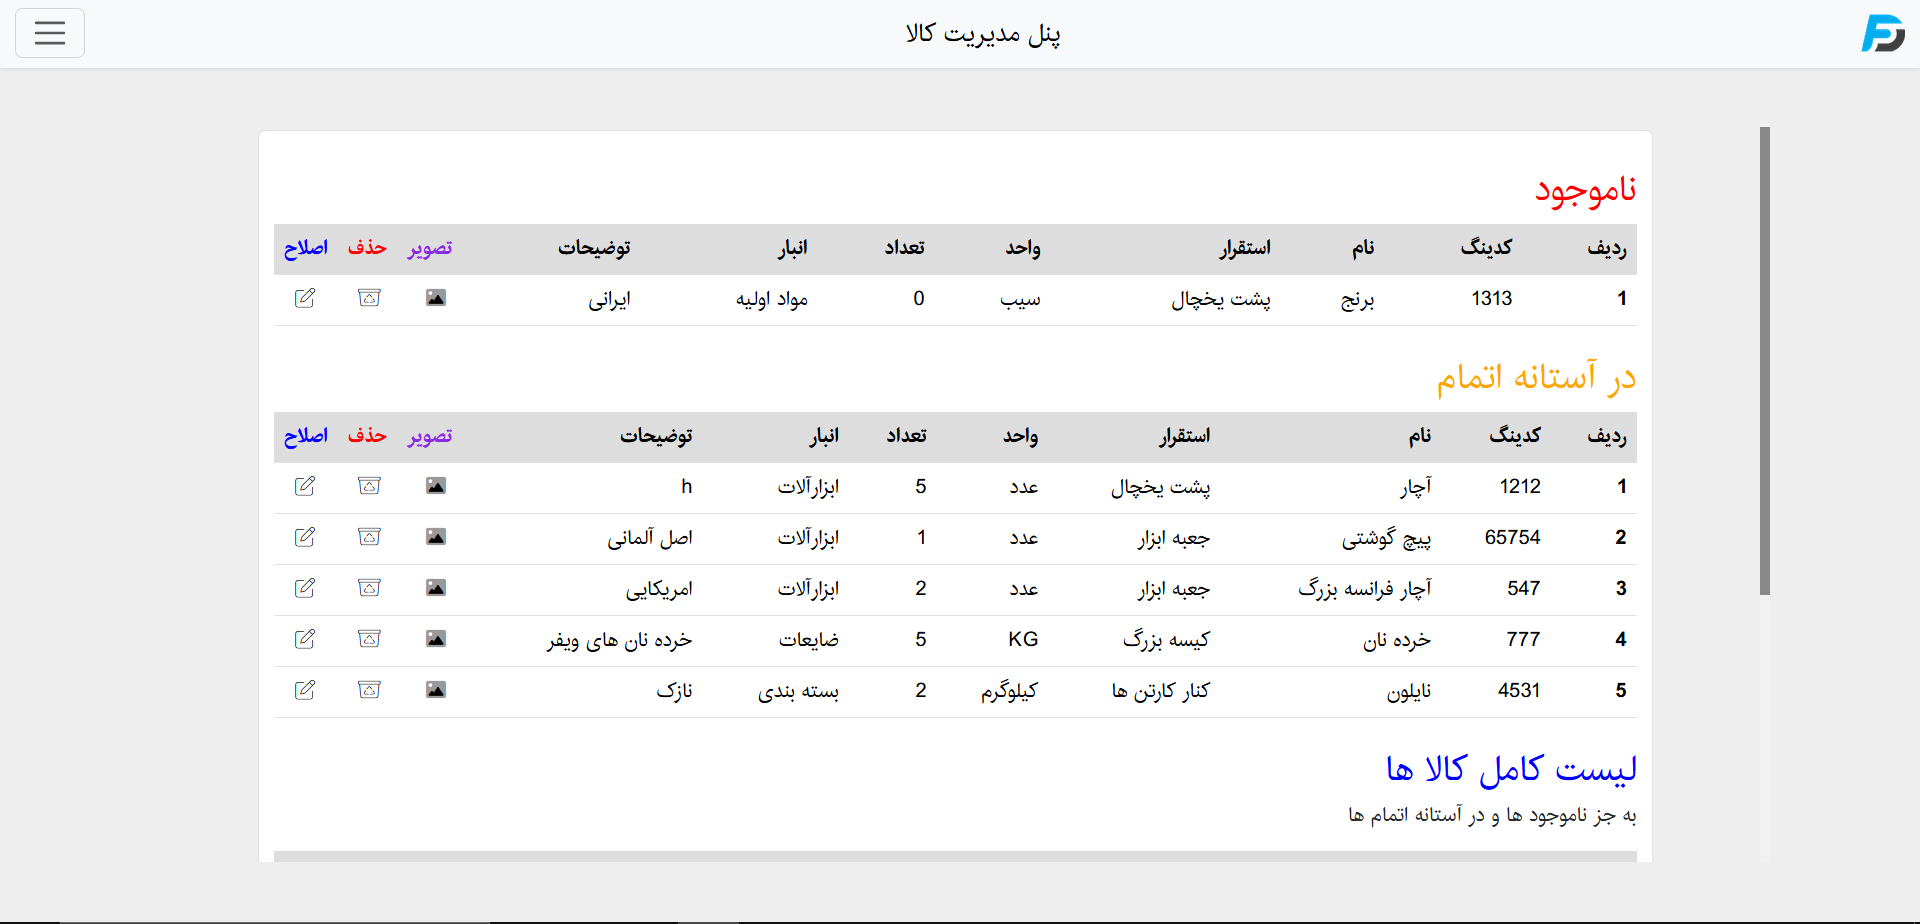 پنل مدیریت کالا
ناموجود
ردیف کدینگ نام استقرار واحد تعداد انبار توضیحات تصویر حذف اصلاح
1 1313 برنج پشت یخچال سیب 0 مواد اولیه ایرانی
در آستانه اتمام
ردیف کدینگ نام استقرار واحد تعداد انبار توضیحات تصویر حذف اصلاح
1 1212 آچار پشت یخچال عدد 5 ابزارآلات h
2 65754 پیچ گوشتی جعبه ابزار عدد 1 ابزارآلات اصل آلمانی
3 547 آچار فرانسه بزرگ جعبه ابزار عدد 2 ابزارآلات امریکایی
4 777 خرده نان کیسه بزرگ KG 5 ضایعات خرده نان های ویفر
5 4531 نایلون کنار کارتن ها کیلوگرم 2 بسته بندی نازک
لیست کامل کالا ها
به جز ناموجود ها و در آستانه اتمام ها